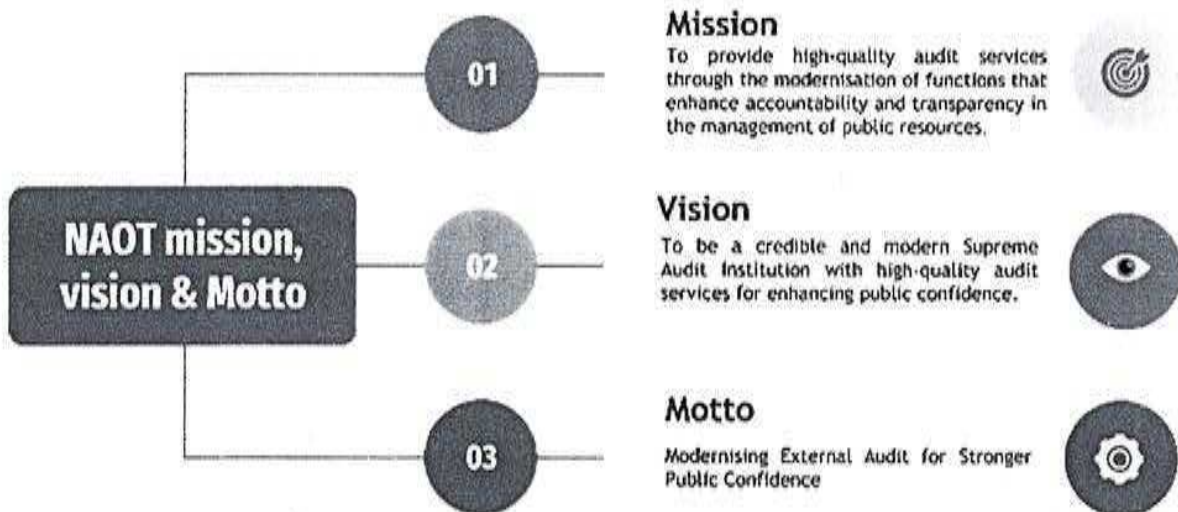 NAOT mission,
vision & Motto
01
Mission
To provide high-quality audit services
through the modernisation of functions that
enhance accountability and transparency in
the management of public resources.
02
Vision
To be a credible and modern Supreme
Audit Institution with high-quality audit
services for enhancing public confidence.
03
Motto
Modernising External Audit for Stronger
Public Confidence